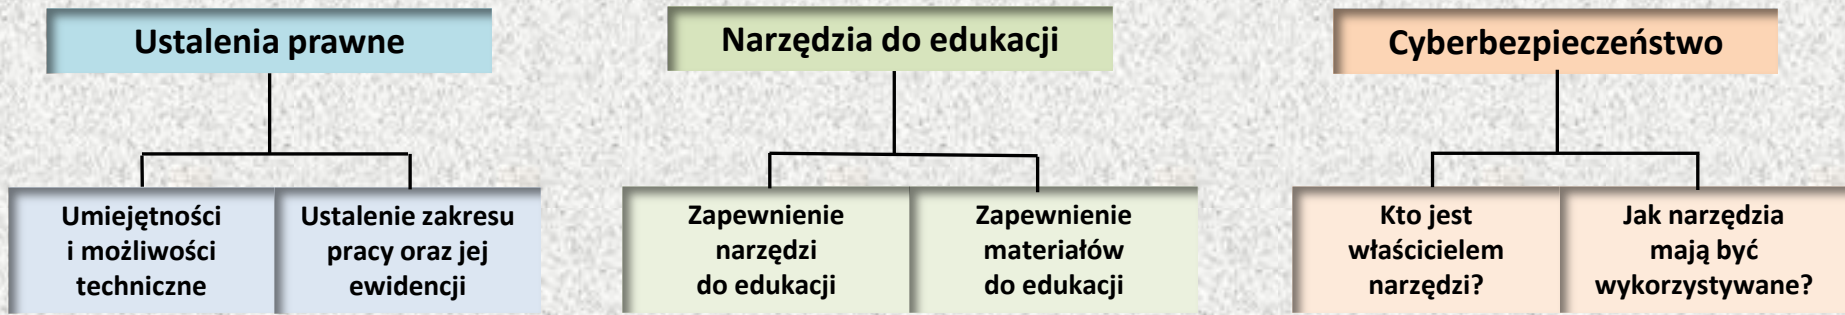 Ustalenia prawne
Narzędzia do edukacji
Cyberbezpieczeństwo
Umiejętności
i możliwości
techniczne
Ustalenie zakresu
pracy oraz jej
ewidencji
Zapewnienie
narzędzi
do edukacji
Zapewnienie
materiałów
do edukacji
Kto jest
właścicielem
narzędzi?
Jak narzędzia
mają być
wykorzystywane?